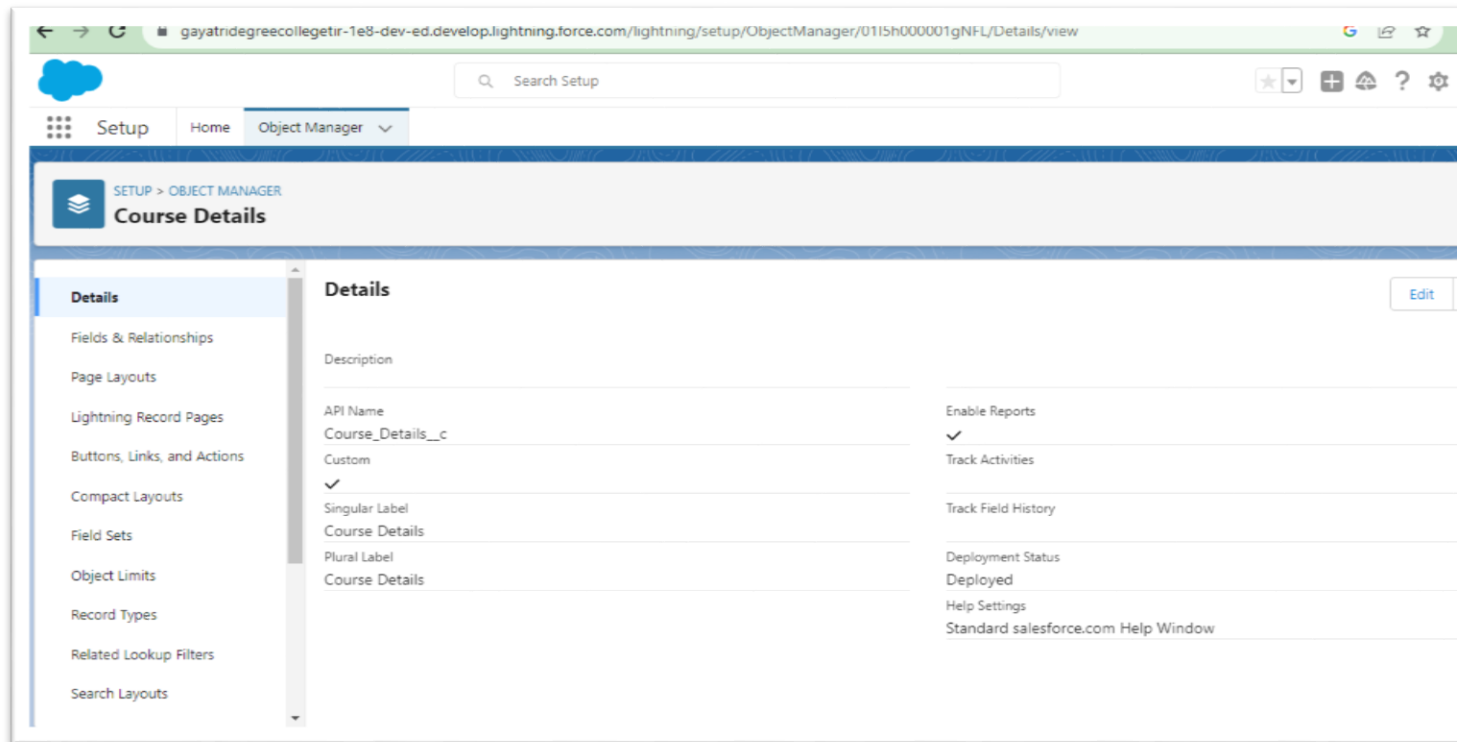 gayatridegreecollegetir-1e8-dev-ed.develop.lightning.force.com/lightning/setup/ObjectManager/01I5h000001gNFL/Details/view
Search Setup
Setup
Home
Object Manager
SETUP > OBJECT MANAGER
Course Details
Details
Fields & Relationships
Page Layouts
Lightning Record Pages
Buttons, Links, and Actions
Compact Layouts
Field Sets
Object Limits
Record Types
Related Lookup Filters
Search Layouts
Details
Edit
Description
API Name
Course_Details__c
Custom
Singular Label
Course Details
Plural Label
Course Details
Enable Reports
Track Activities
Track Field History
Deployment Status
Deployed
Help Settings
Standard salesforce.com Help Window